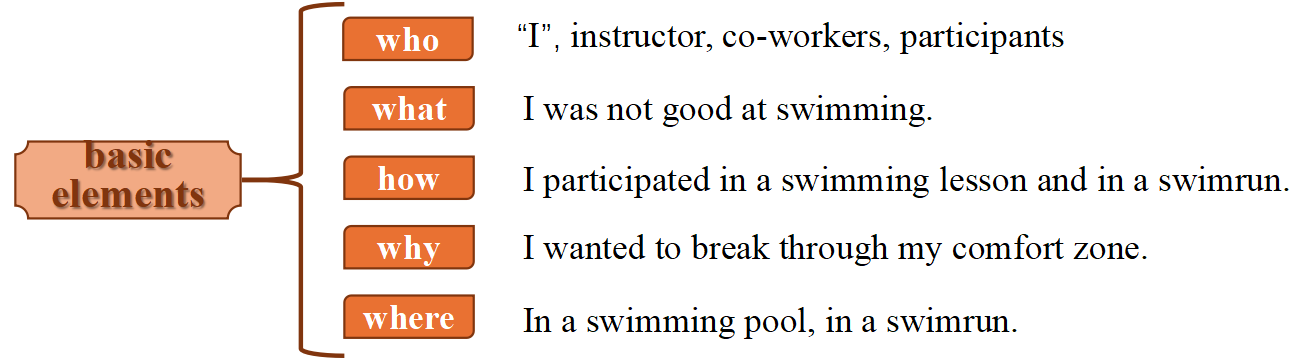 basic
elements
who
“I”, instructor, co-workers, participants
what
I was not good at swimming.
how
I participated in a swimming lesson and in a swimrun.
why
I wanted to break through my comfort zone.
where
In a swimming pool, in a swimrun.